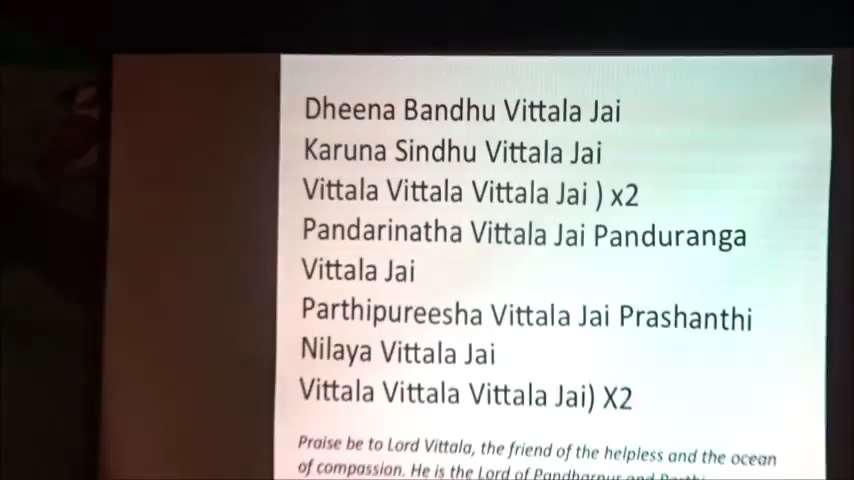 Dheena Bandhu Vittala Jai
Karuna Sindhu Vittala Jai
Vittala Vittala Vittala Jai ) x2
Pandarinatha Vittala Jai Panduranga
Vittala Jai
Parthipureesha Vittala Jai Prashanthi
Nilaya Vittala Jai
Vittala Vittala Vittala Jai) X2
Praise be to Lord Vittala, the friend of the helpless and the ocean
of compassion. He is the Lord of Pandharpur and